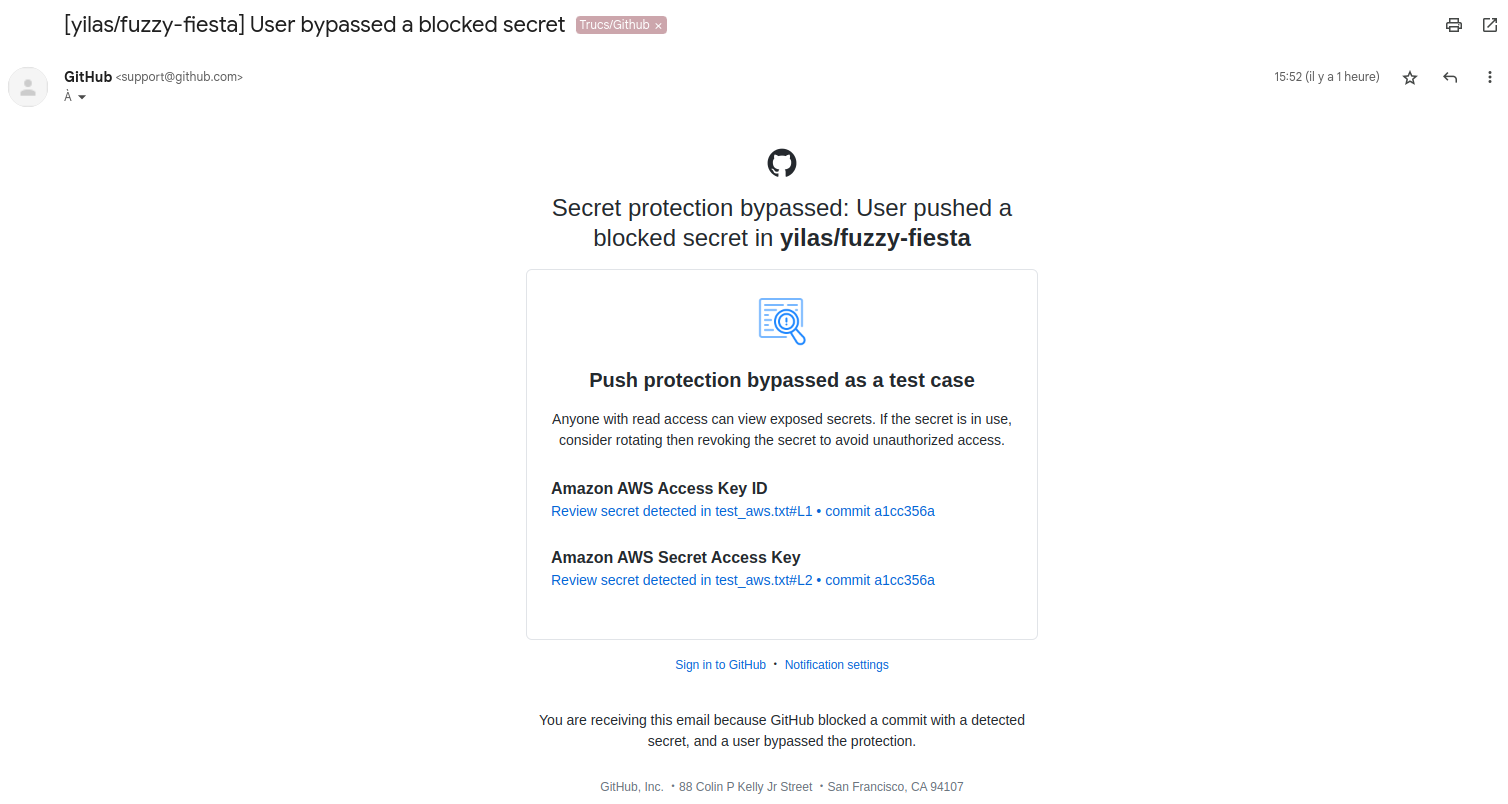 [yilas/fuzzy-fiesta] User bypassed a blocked secret Trucs/Github ×
GitHub <support@github.com> 15:52 (il y a 1 heure)
À
Secret protection bypassed: User pushed a
blocked secret in yilas/fuzzy-fiesta
Push protection bypassed as a test case
Anyone with read access can view exposed secrets. If the secret is in use,
consider rotating then revoking the secret to avoid unauthorized access.
Amazon AWS Access Key ID
Review secret detected in test_aws.txt#L1 • commit a1cc356a
Amazon AWS Secret Access Key
Review secret detected in test_aws.txt#L2 • commit a1cc356a
Sign in to GitHub • Notification settings
You are receiving this email because GitHub blocked a commit with a detected
secret, and a user bypassed the protection.
GitHub, Inc. • 88 Colin P Kelly Jr Street • San Francisco, CA 94107